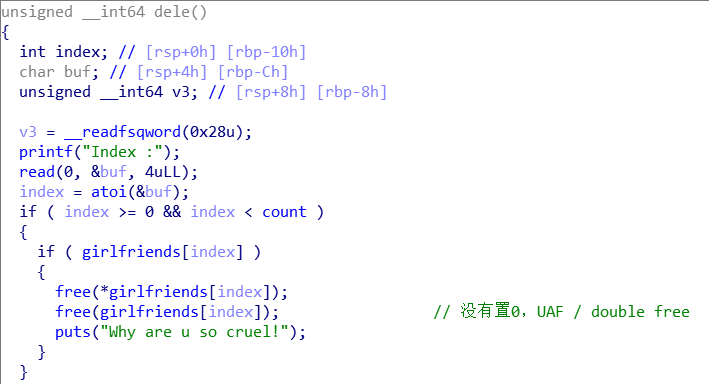 unsigned __int64 dele()
{
  int index; // [rsp+0h] [rbp-10h]
  char buf; // [rsp+4h] [rbp-Ch]
  unsigned __int64 v3; // [rsp+8h] [rbp-8h]

  v3 = __readfsqword(0x28u);
  printf("Index :");
  read(0, &buf, 4uLL);
  index = atoi(&buf);
  if ( index >= 0 && index < count )
  {
    if ( girlfriends[index] )
    {
      free(*girlfriends[index]);
      free(girlfriends[index]);                // 没有置0，UAF / double free
      puts("Why are u so cruel!");
    }
  }